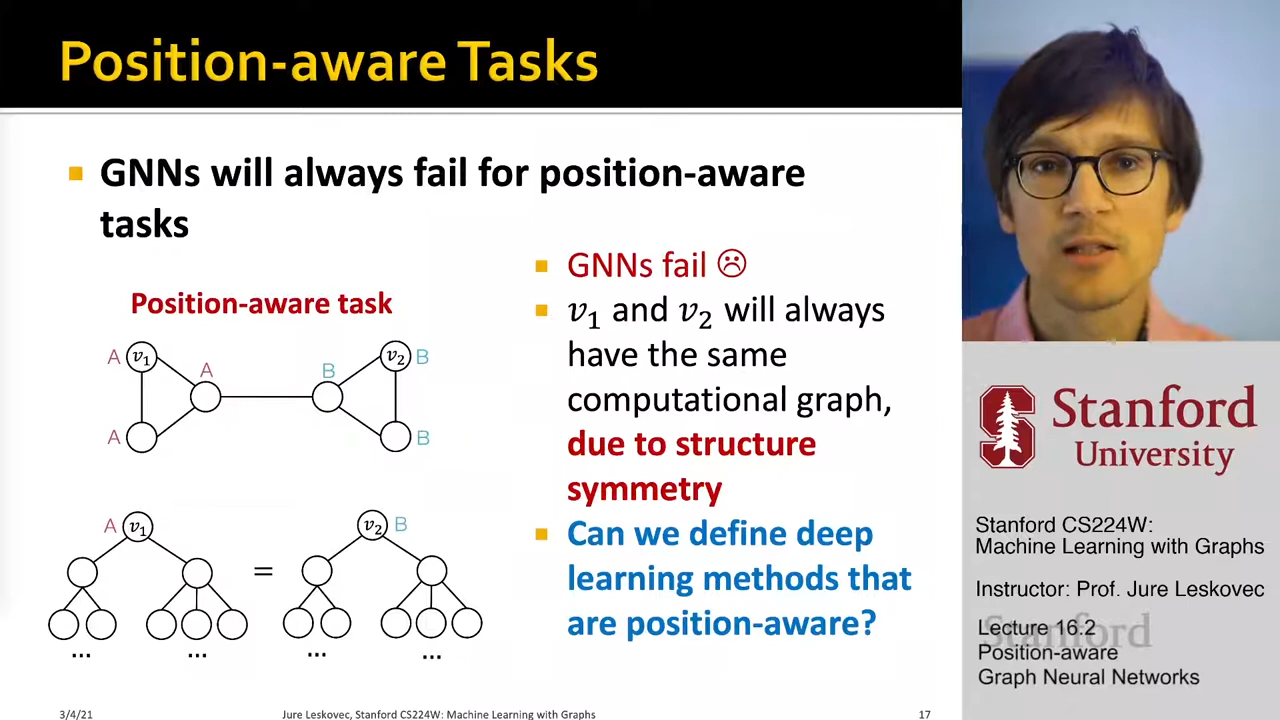 Position-aware Tasks
GNNs will always fail for position-aware
tasks
Position-aware task
A v₁
A
B
v₂ B
A
B
A v₁
v₂ B
=
...
...
...
...
GNNs fail ☹
v₁ and v₂ will always
have the same
computational graph,
due to structure
symmetry
Can we define deep
learning methods that
are position-aware?
3/4/21
Jure Leskovec, Stanford CS224W: Machine Learning with Graphs
17
S
Stanford
University
Stanford CS224W:
Machine Learning with Graphs
Instructor: Prof. Jure Leskovec
Stanford
Lecture 16.2
Position-aware
Graph Neural Networks